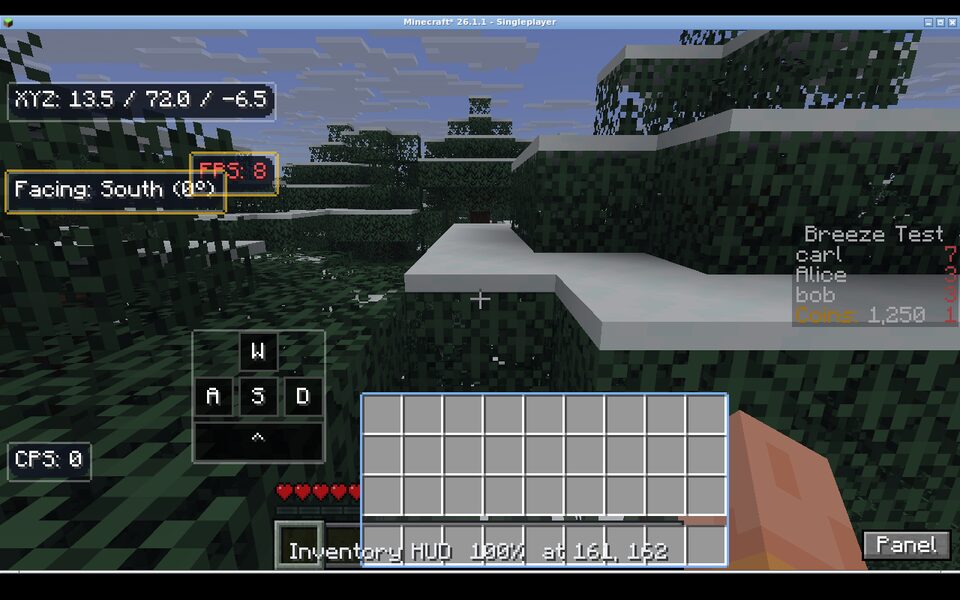 Minecraft* 26.1.1 - Singleplayer
XYZ: 13.5 / 72.0 / -6.5
FPS: 8
Facing: South (0°)
Breeze Test
carl 7
Alice 3
bob 3
Coins: 1,250 1
W
A S D
^
CPS: 0
Inventory HUD 100% at 161, 162
Panel